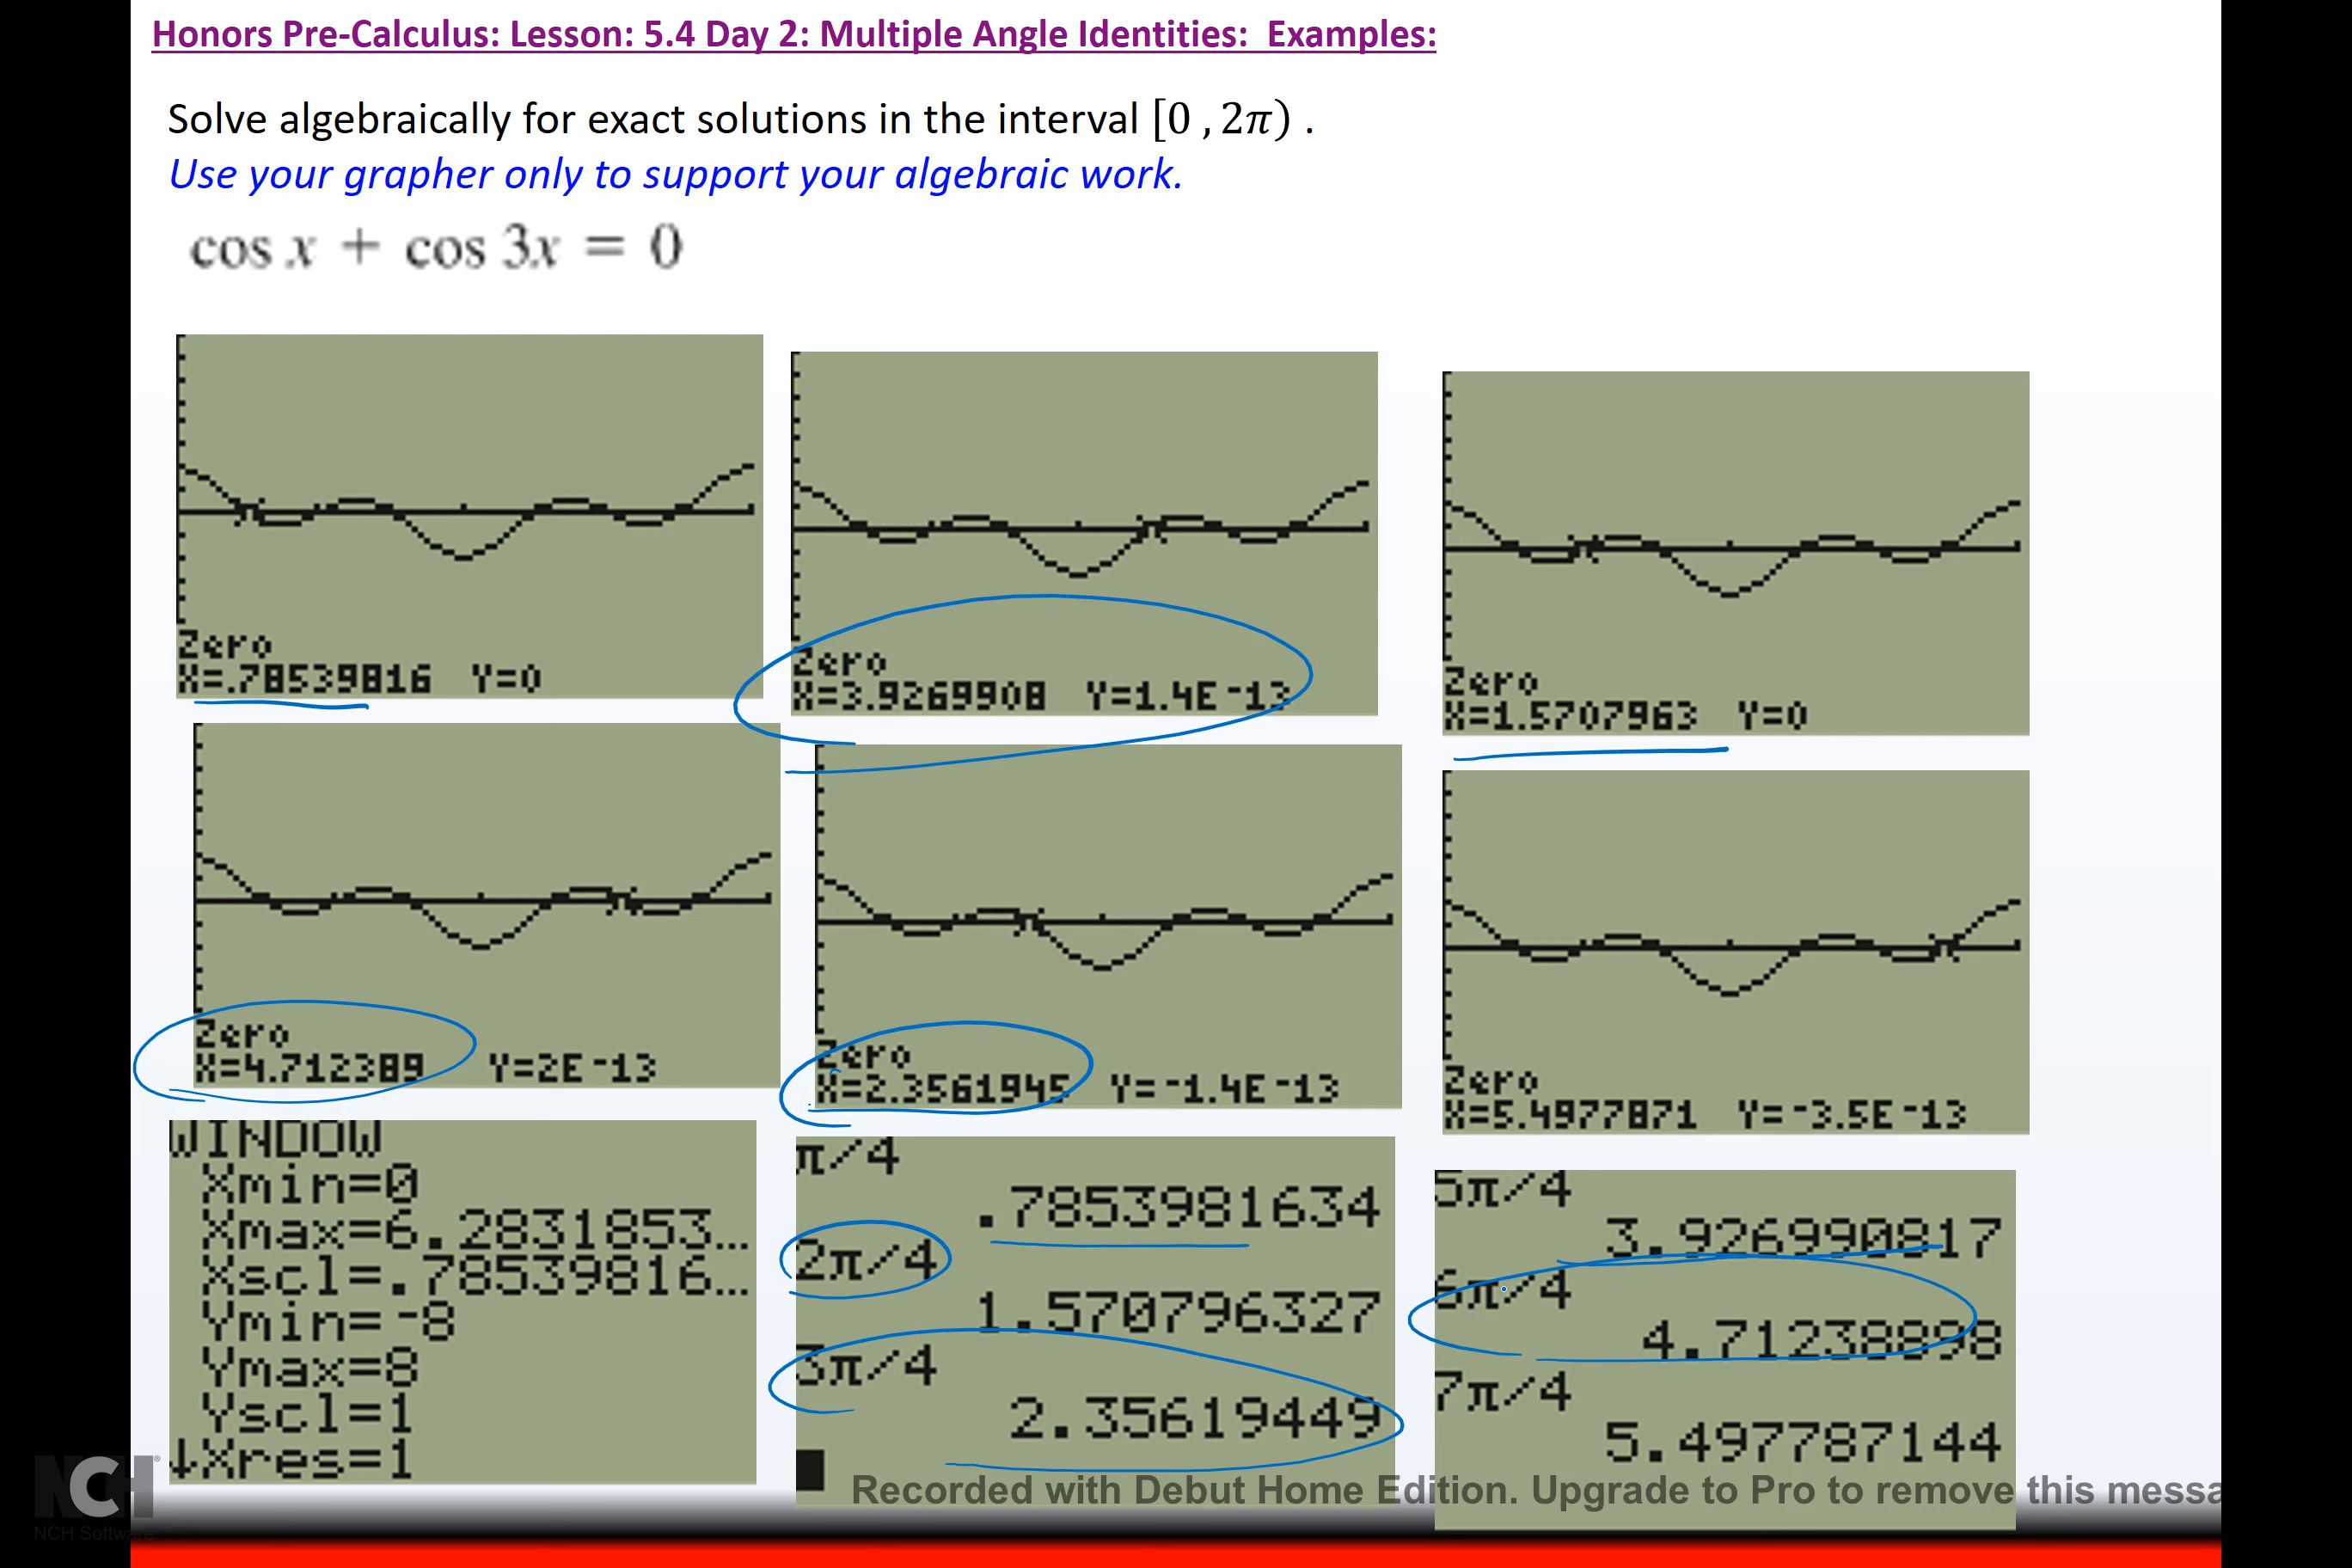 Honors Pre-Calculus: Lesson: 5.4 Day 2: Multiple Angle Identities:  Examples:
Solve algebraically for exact solutions in the interval [0 , 2π) .
Use your grapher only to support your algebraic work.
cos x + cos 3x = 0
Zero
X=.78539816 Y=0
Zero
X=3.9269908 Y=1.4E-13
Zero
X=1.5707963 Y=0
Zero
X=4.712389 Y=2E-13
Zero
X=2.3561945 Y=-1.4E-13
Zero
X=5.4977871 Y=-3.5E-13
WINDOW
Xmin=0
Xmax=6.2831853…
Xscl=.78539816…
Ymin=-8
Ymax=8
Yscl=1
↓Xres=1
π/4
.7853981634
2π/4
1.570796327
3π/4
2.35619449
5π/4
3.926990817
6π/4
4.71238898
7π/4
5.497787144
NCH®
NCH Software
Recorded with Debut Home Edition. Upgrade to Pro to remove this messa